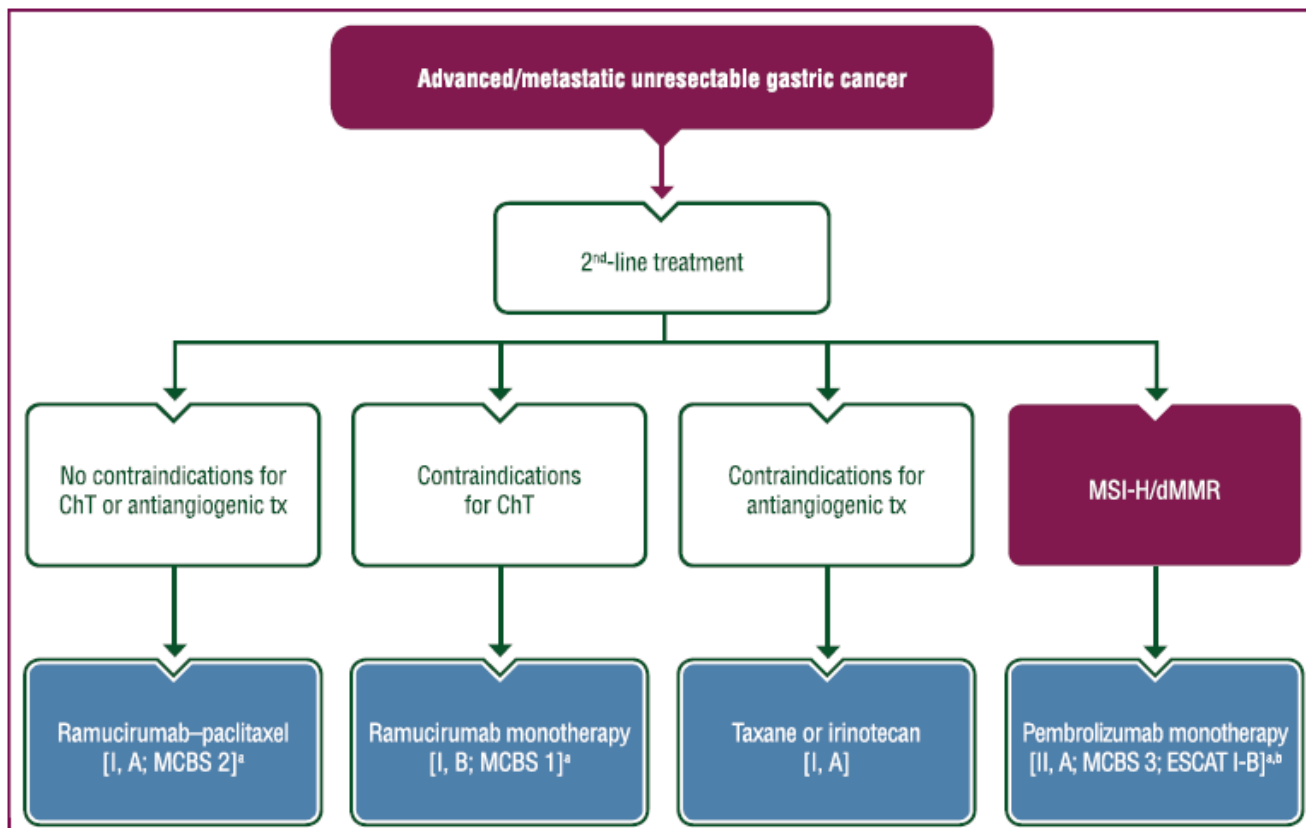 Advanced/metastatic unresectable gastric cancer
2nd-line treatment
No contraindications for
ChT or antiangiogenic tx
Contraindications
for ChT
Contraindications for
antiangiogenic tx
MSI-H/dMMR
Ramucirumab–paclitaxel
[I, A; MCBS 2]a
Ramucirumab monotherapy
[I, B; MCBS 1]a
Taxane or irinotecan
[I, A]
Pembrolizumab monotherapy
[II, A; MCBS 3; ESCAT I-B]a,b